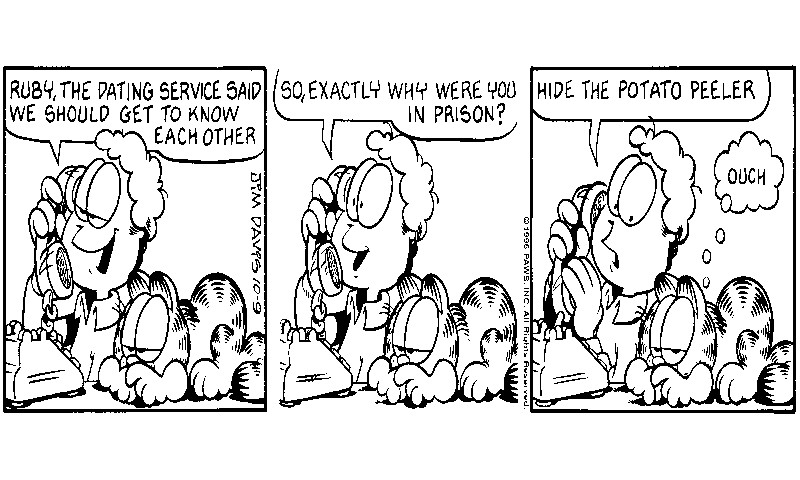 RUBY, THE DATING SERVICE SAID
WE SHOULD GET TO KNOW
EACH OTHER
JIM DAVIS 10-9
SO, EXACTLY WHY WERE YOU
IN PRISON?
HIDE THE POTATO PEELER
OUCH
© 1996 PAWS, INC. All Rights Reserved.